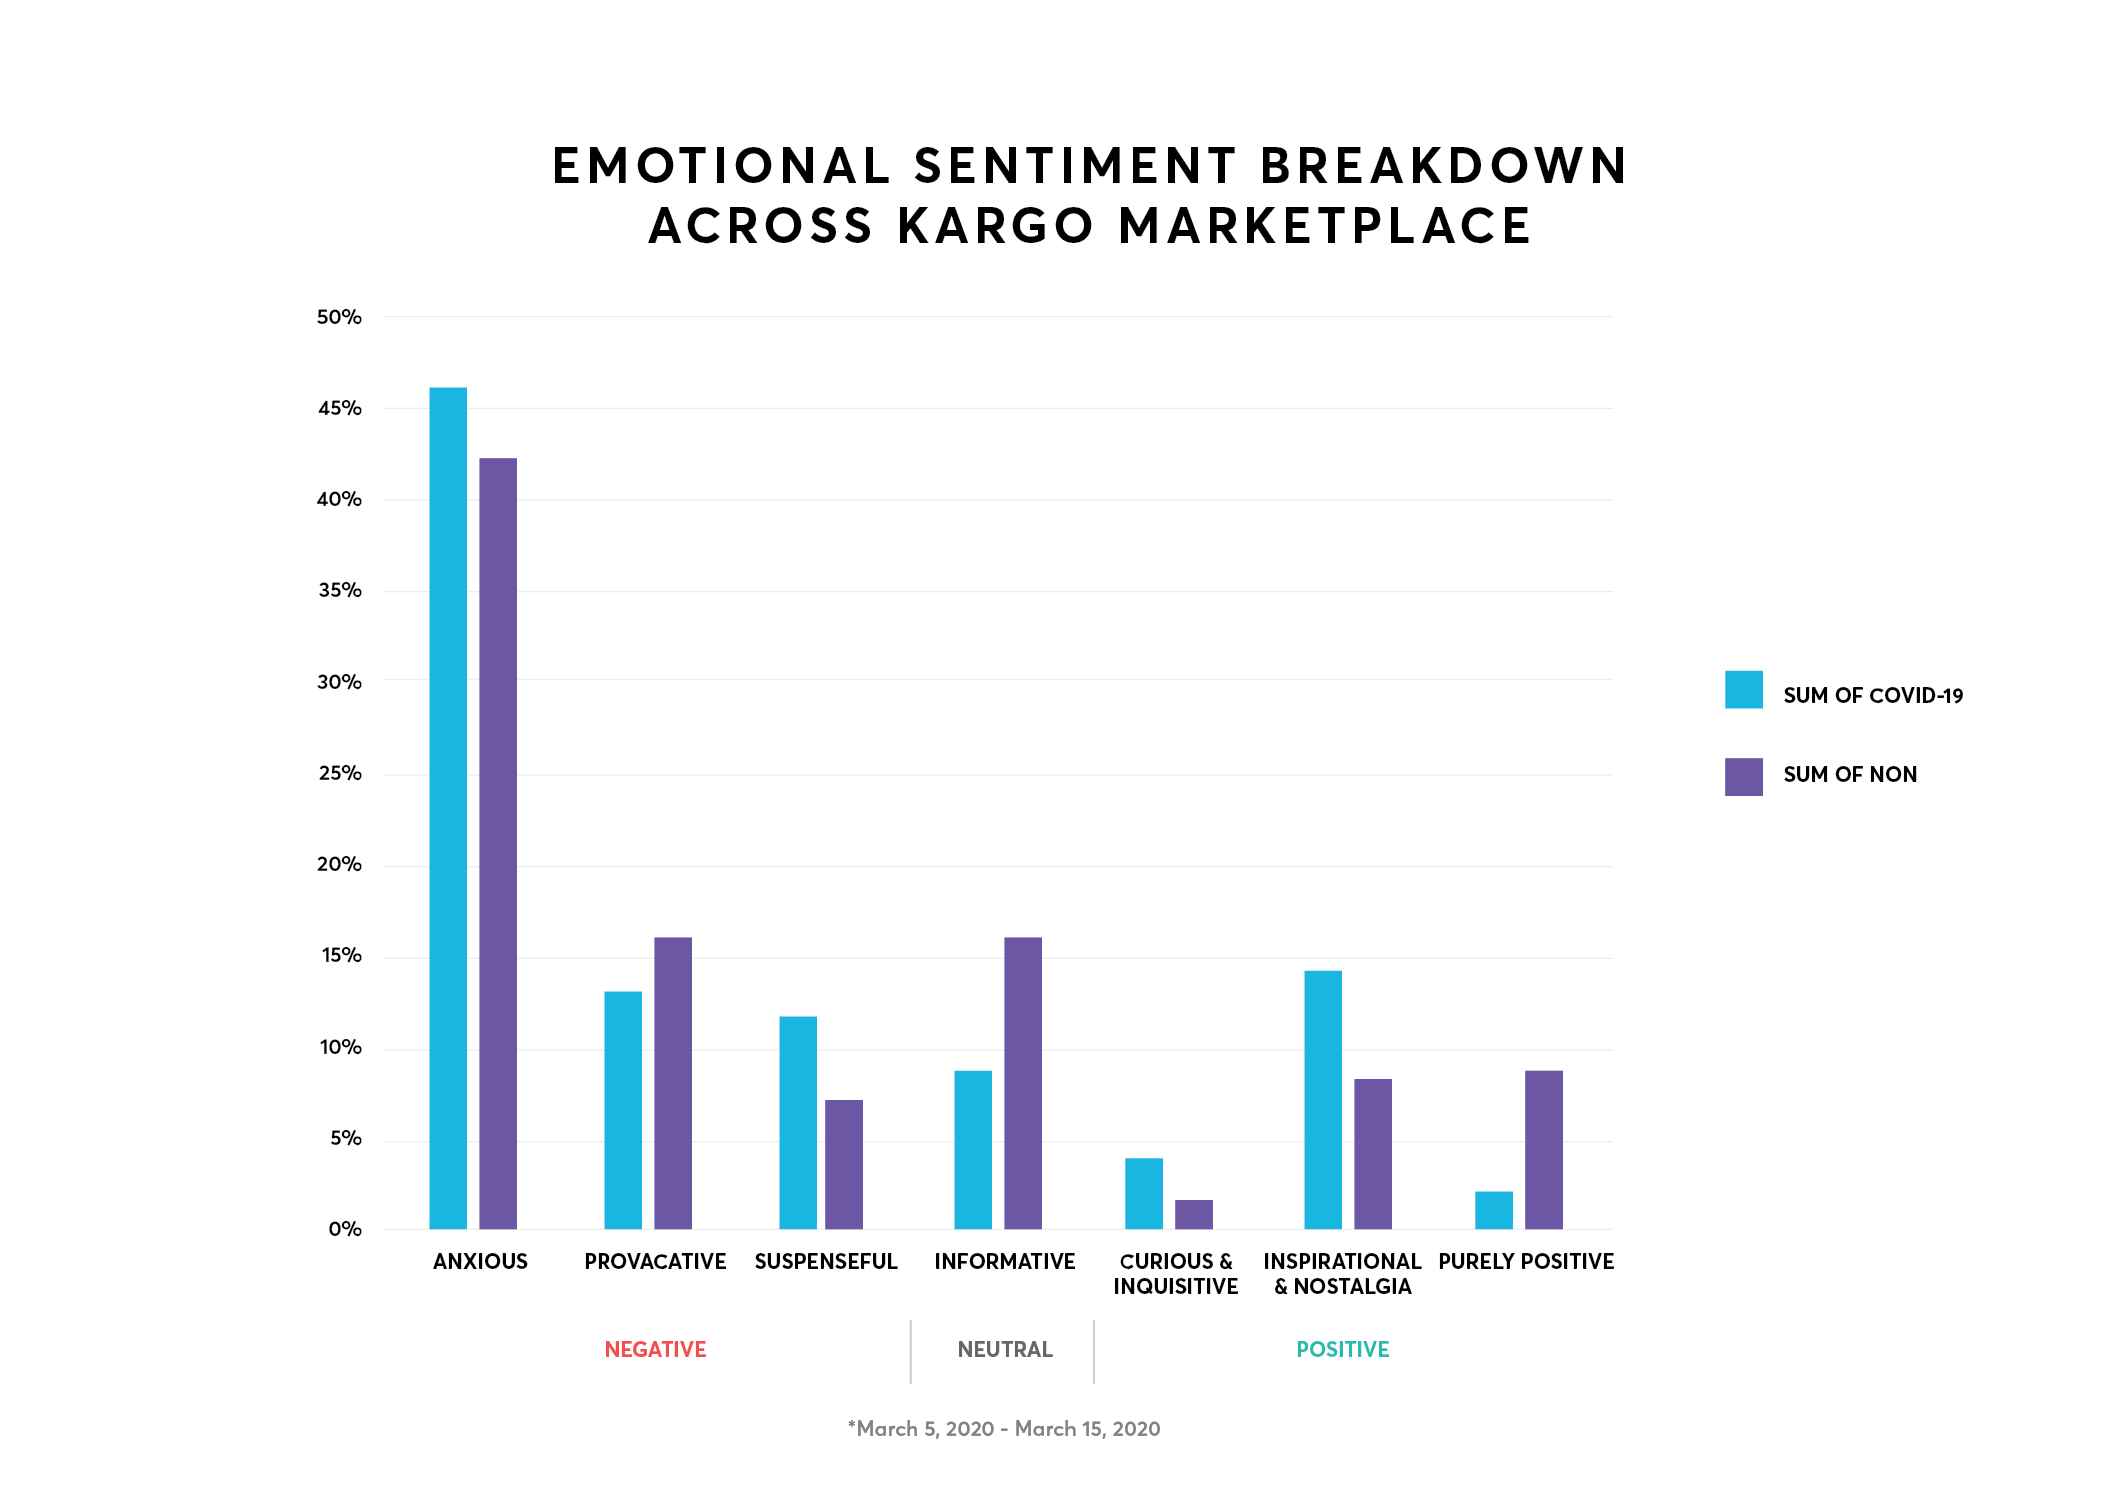 EMOTIONAL SENTIMENT BREAKDOWN
ACROSS KARGO MARKETPLACE
50%
45%
40%
35%
30%
25%
20%
15%
10%
5%
0%
SUM OF COVID-19
SUM OF NON
ANXIOUS
PROVACATIVE
SUSPENSEFUL
INFORMATIVE
CURIOUS &
INQUISITIVE
INSPIRATIONAL
& NOSTALGIA
PURELY POSITIVE
NEGATIVE
NEUTRAL
POSITIVE
*March 5, 2020 - March 15, 2020